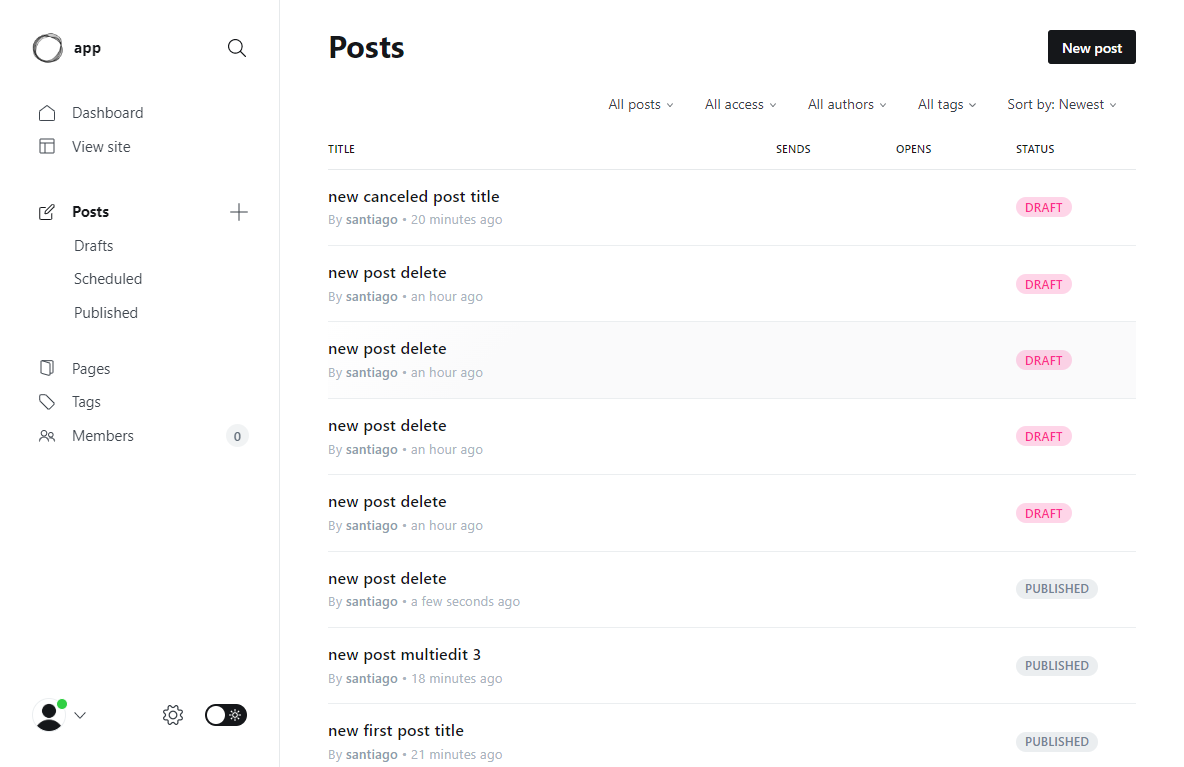 app
Dashboard
View site
Posts
Drafts
Scheduled
Published
Pages
Tags
Members 0
Posts
New post
All posts All access All authors All tags Sort by: Newest
TITLE SENDS OPENS STATUS
new canceled post title
By santiago • 20 minutes ago
DRAFT
new post delete
By santiago • an hour ago
DRAFT
new post delete
By santiago • an hour ago
DRAFT
new post delete
By santiago • an hour ago
DRAFT
new post delete
By santiago • an hour ago
DRAFT
new post delete
By santiago • a few seconds ago
PUBLISHED
new post multiedit 3
By santiago • 18 minutes ago
PUBLISHED
new first post title
By santiago • 21 minutes ago
PUBLISHED